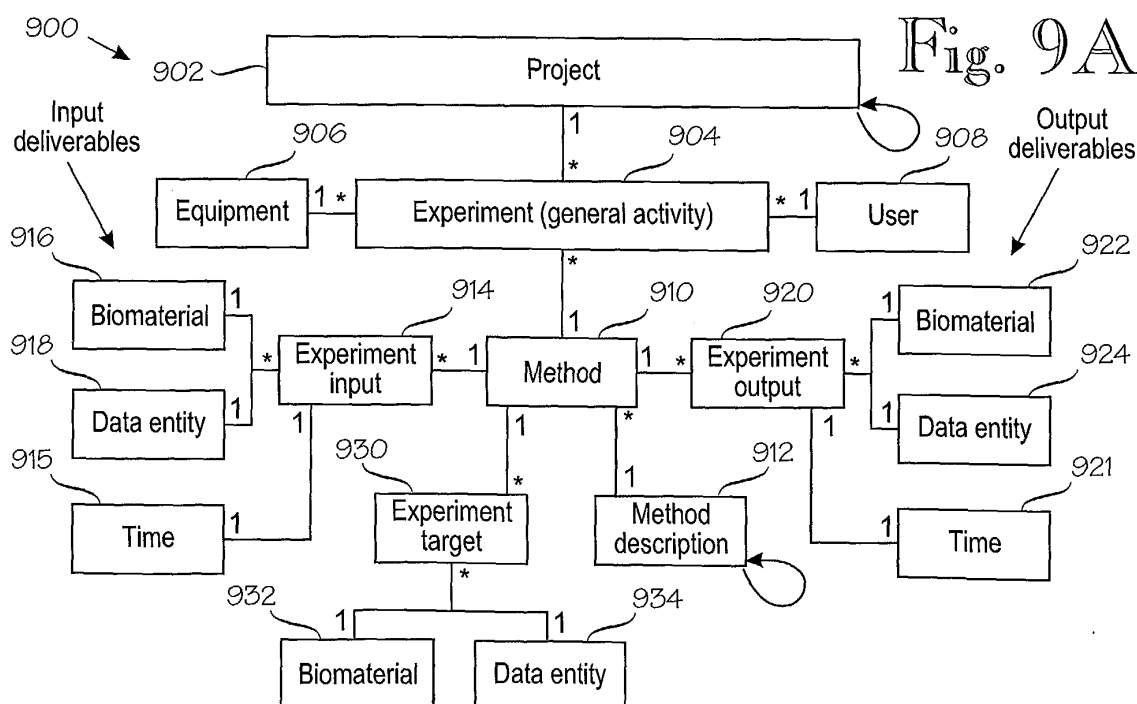 900
Fig. 9A
902
Project
Input
deliverables
Output
deliverables
906
1
904
908
*
Equipment
1
*
Experiment (general activity)
*
1
User
916
*
922
Biomaterial
1
914
1
910
920
1
Biomaterial
918
*
Experiment
input
*
1
Method
1
*
Experiment
output
*
924
Data entity
1
1
1
*
1
1
Data entity
915
930
912
921
Time
1
*
Experiment
target
1
Method
description
1
Time
*
932
1
1
934
Biomaterial
Data entity